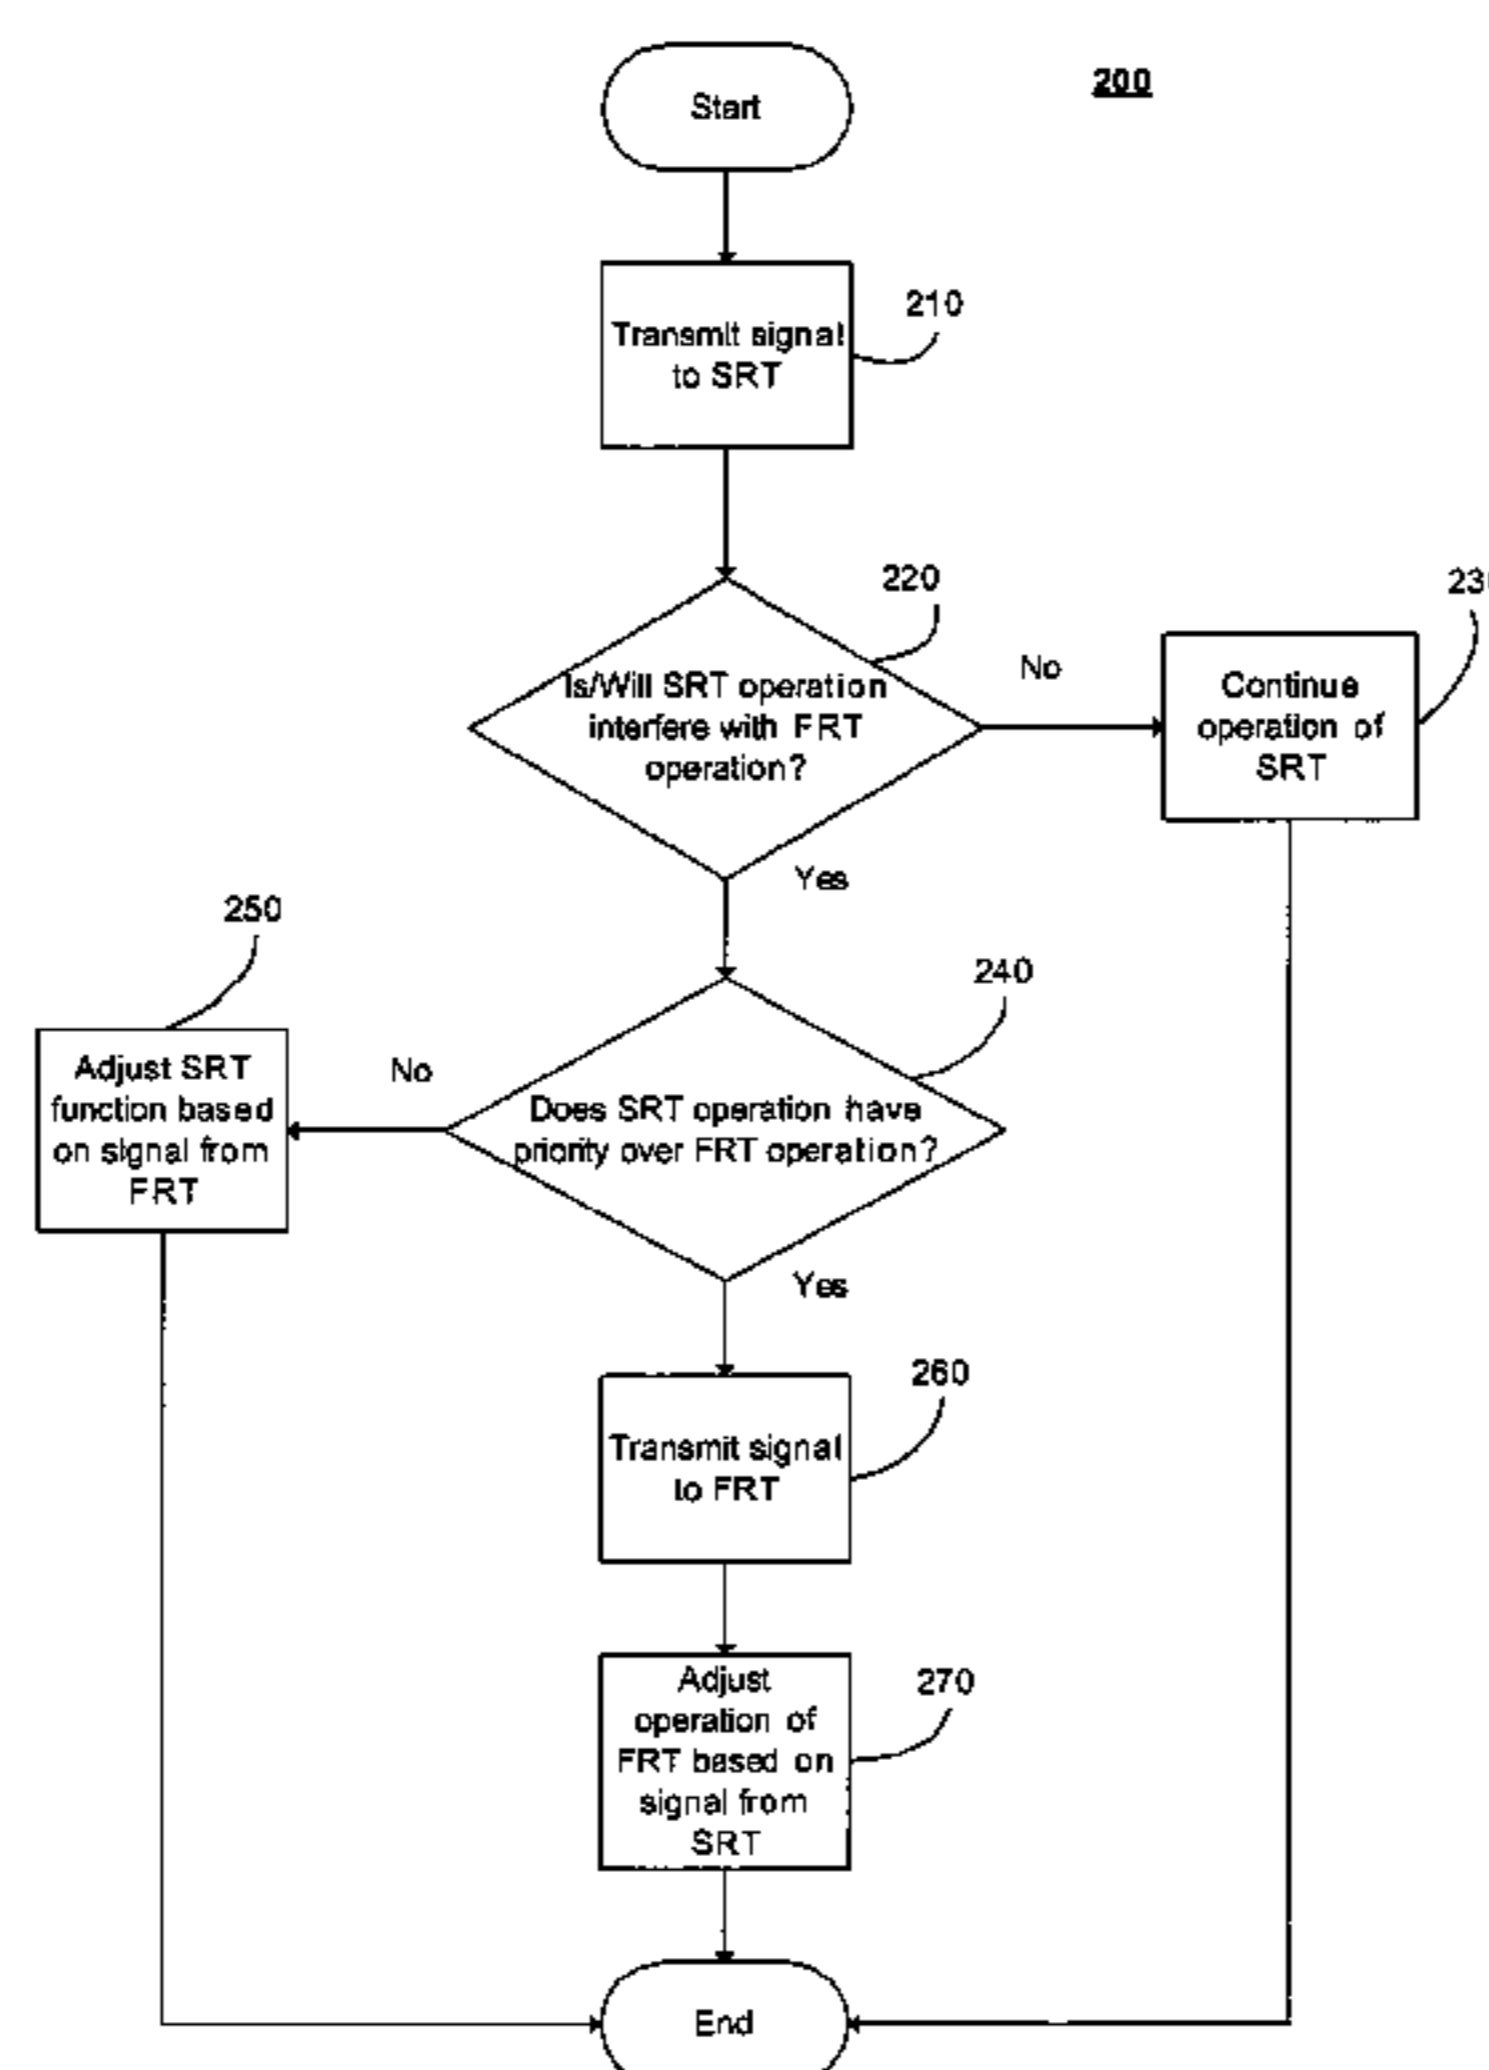 200
Start
210
Transmit signal
to SRT
220
230
Is/Will SRT operation
interfere with FRT
operation?
No
Continue
operation of
SRT
Yes
250
240
Adjust SRT
function based
on signal from
FRT
No
Does SRT operation have
priority over FRT operation?
Yes
260
Transmit signal
to FRT
270
Adjust
operation of
FRT based on
signal from
SRT
End